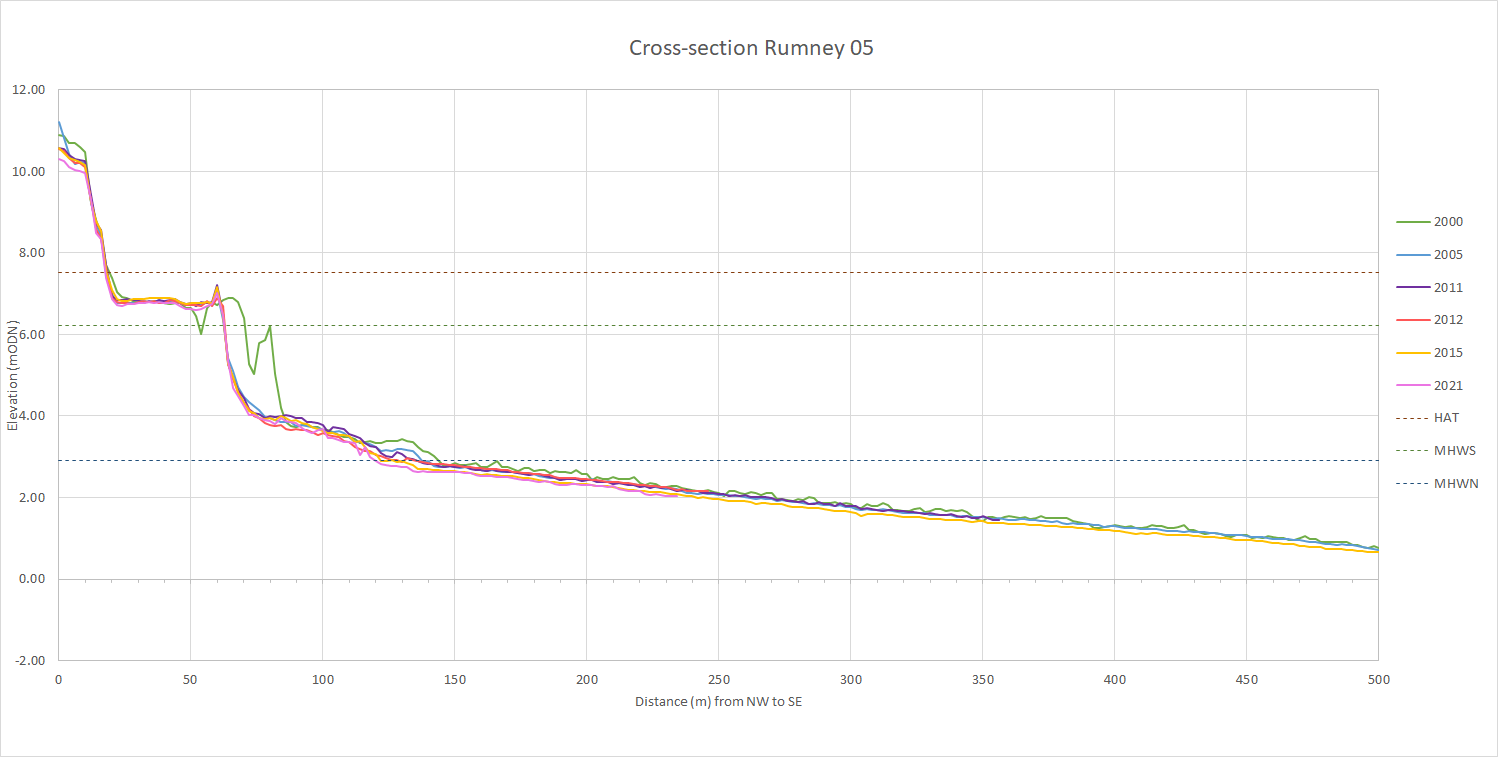 Cross-section Rumney 05
12.00
10.00
8.00
6.00
4.00
2.00
0.00
-2.00
Elevation (mODN)
0 50 100 150 200 250 300 350 400 450 500
Distance (m) from NW to SE
2000
2005
2011
2012
2015
2021
HAT
MHWS
MHWN